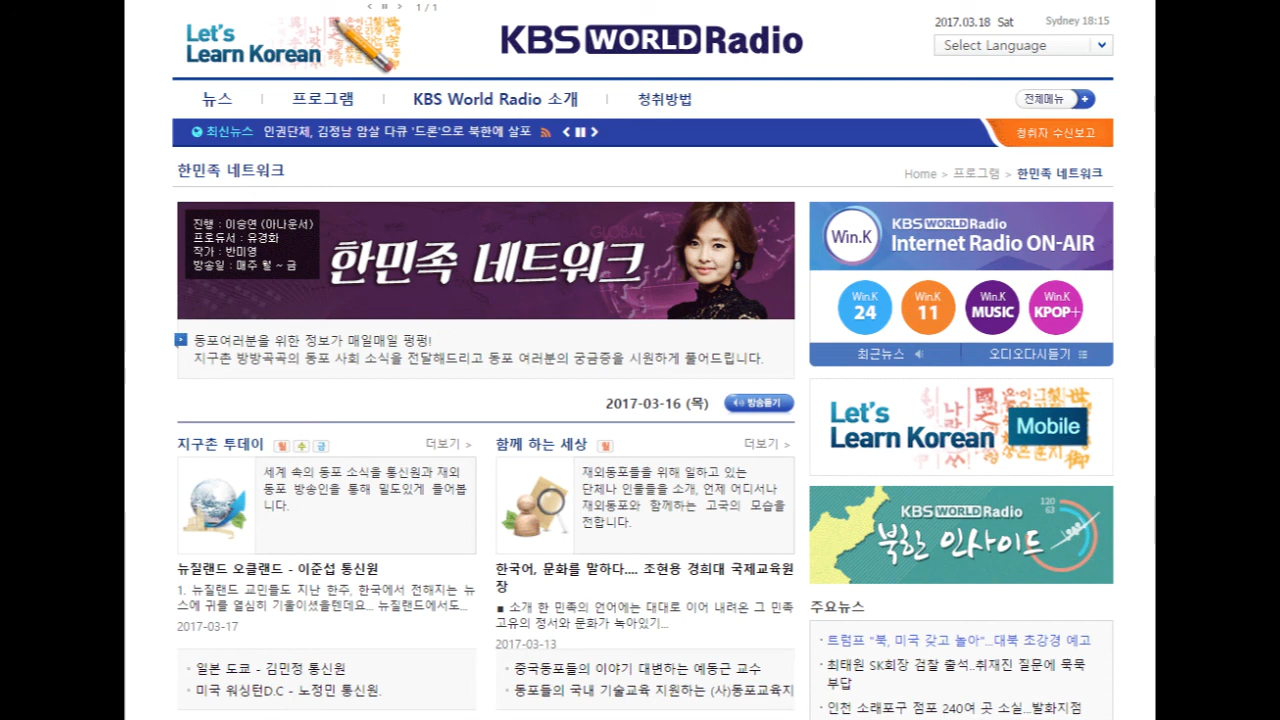 1 / 1
Let's
Learn Korean
KBS WORLD Radio
2017.03.18 Sat
Sydney 18:15
Select Language
뉴스
프로그램
KBS World Radio 소개
청취방법
전체메뉴
최신뉴스 인권단체, 김정남 암살 다큐 '드론'으로 북한에 살포
청취자 수신보고
한민족 네트워크
Home > 프로그램 > 한민족 네트워크
진행 : 이승연 (아나운서)
프로듀서 : 유경화
작가 : 반미영
방송일 : 매주 월 ~ 금
GLOBAL
한민족 네트워크
동포여러분을 위한 정보가 매일매일 펑펑!
지구촌 방방곡곡의 동포 사회 소식을 전달해드리고 동포 여러분의 궁금증을 시원하게 풀어드립니다.
2017-03-16 (목) 방송듣기
지구촌 투데이 월 수 금 더보기 >
세계 속의 동포 소식을 통신원과 재외
동포 방송인을 통해 밀도있게 들어봅
니다.
뉴질랜드 오클랜드 - 이준섭 통신원
1. 뉴질랜드 교민들도 지난 한주, 한국에서 전해지는 뉴
스에 귀를 열심히 기울이셨을텐데요... 뉴질랜드에서도...
2017-03-17
일본 도쿄 - 김민정 통신원
미국 워싱턴D.C - 노정민 통신원.
함께 하는 세상 월 더보기 >
재외동포들을 위해 일하고 있는
단체나 인물들을 소개, 언제 어디서나
재외동포와 함께하는 고국의 모습을
전합니다.
한국어, 문화를 말하다.... 조현용 경희대 국제교육원
장
■ 소개 한 민족의 언어에는 대대로 이어 내려온 그 민족
고유의 정서와 문화가 녹아있기...
2017-03-13
중국동포들의 이야기 대변하는 예동근 교수
동포들의 국내 기술교육 지원하는 (사)동포교육지
Win.K
KBS WORLD Radio
Internet Radio ON-AIR
Win.K 24
Win.K 11
Win.K MUSIC
Win.K KPOP+
최근뉴스
오디오다시듣기
Let's
Learn Korean
Mobile
KBS WORLD Radio
북한 인사이드
120
63
주요뉴스
트럼프 "북, 미국 갖고 놀아"...대북 초강경 예고
최태원 SK회장 검찰 출석..취재진 질문에 묵묵
부답
인천 소래포구 점포 240여 곳 소실...발화지점